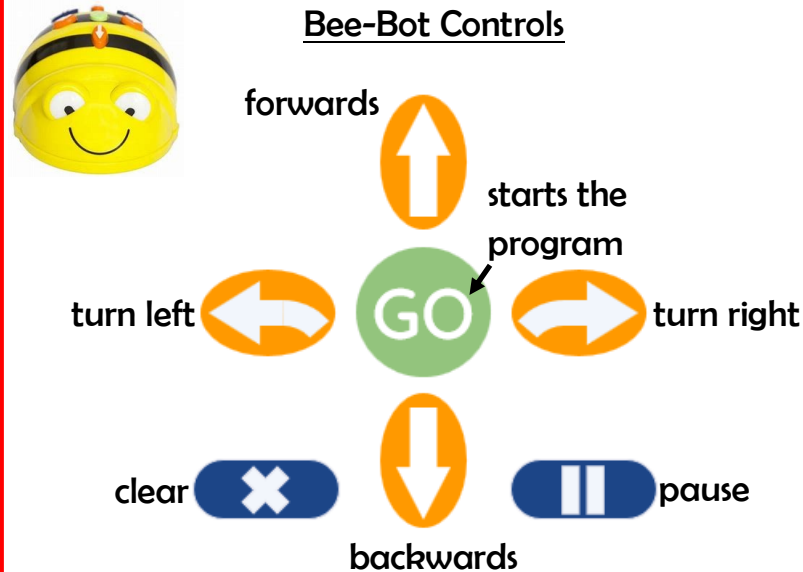 Bee-Bot Controls
forwards
starts the
program
turn left
GO
turn right
clear
pause
backwards